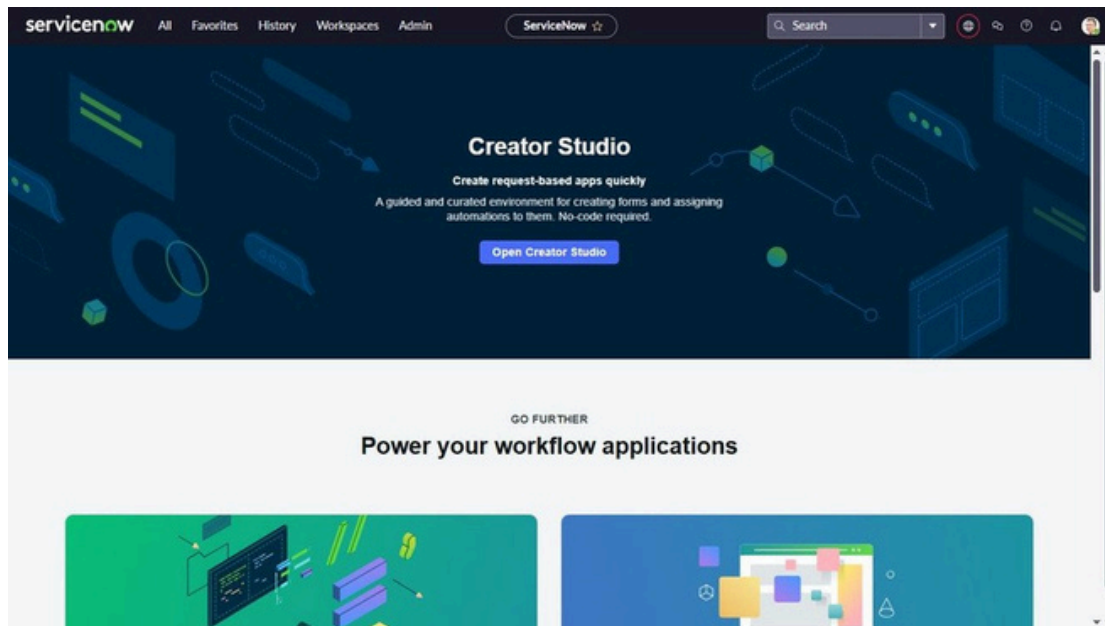 servicenow All Favorites History Workspaces Admin ServiceNow Search
Creator Studio
Create request-based apps quickly
A guided and curated environment for creating forms and assigning
automations to them. No-code required.
Open Creator Studio
GO FURTHER
Power your workflow applications